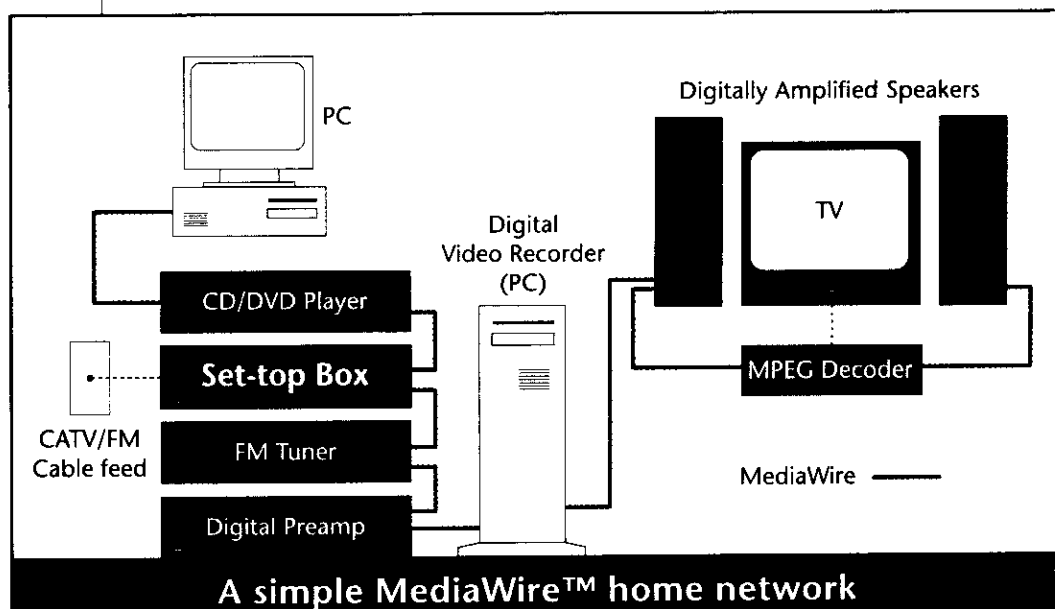 PC
Digitally Amplified Speakers
TV
Digital
Video Recorder
(PC)
CD/DVD Player
Set-top Box
MPEG Decoder
CATV/FM
Cable feed
FM Tuner
MediaWire
Digital Preamp
A simple MediaWire™ home network